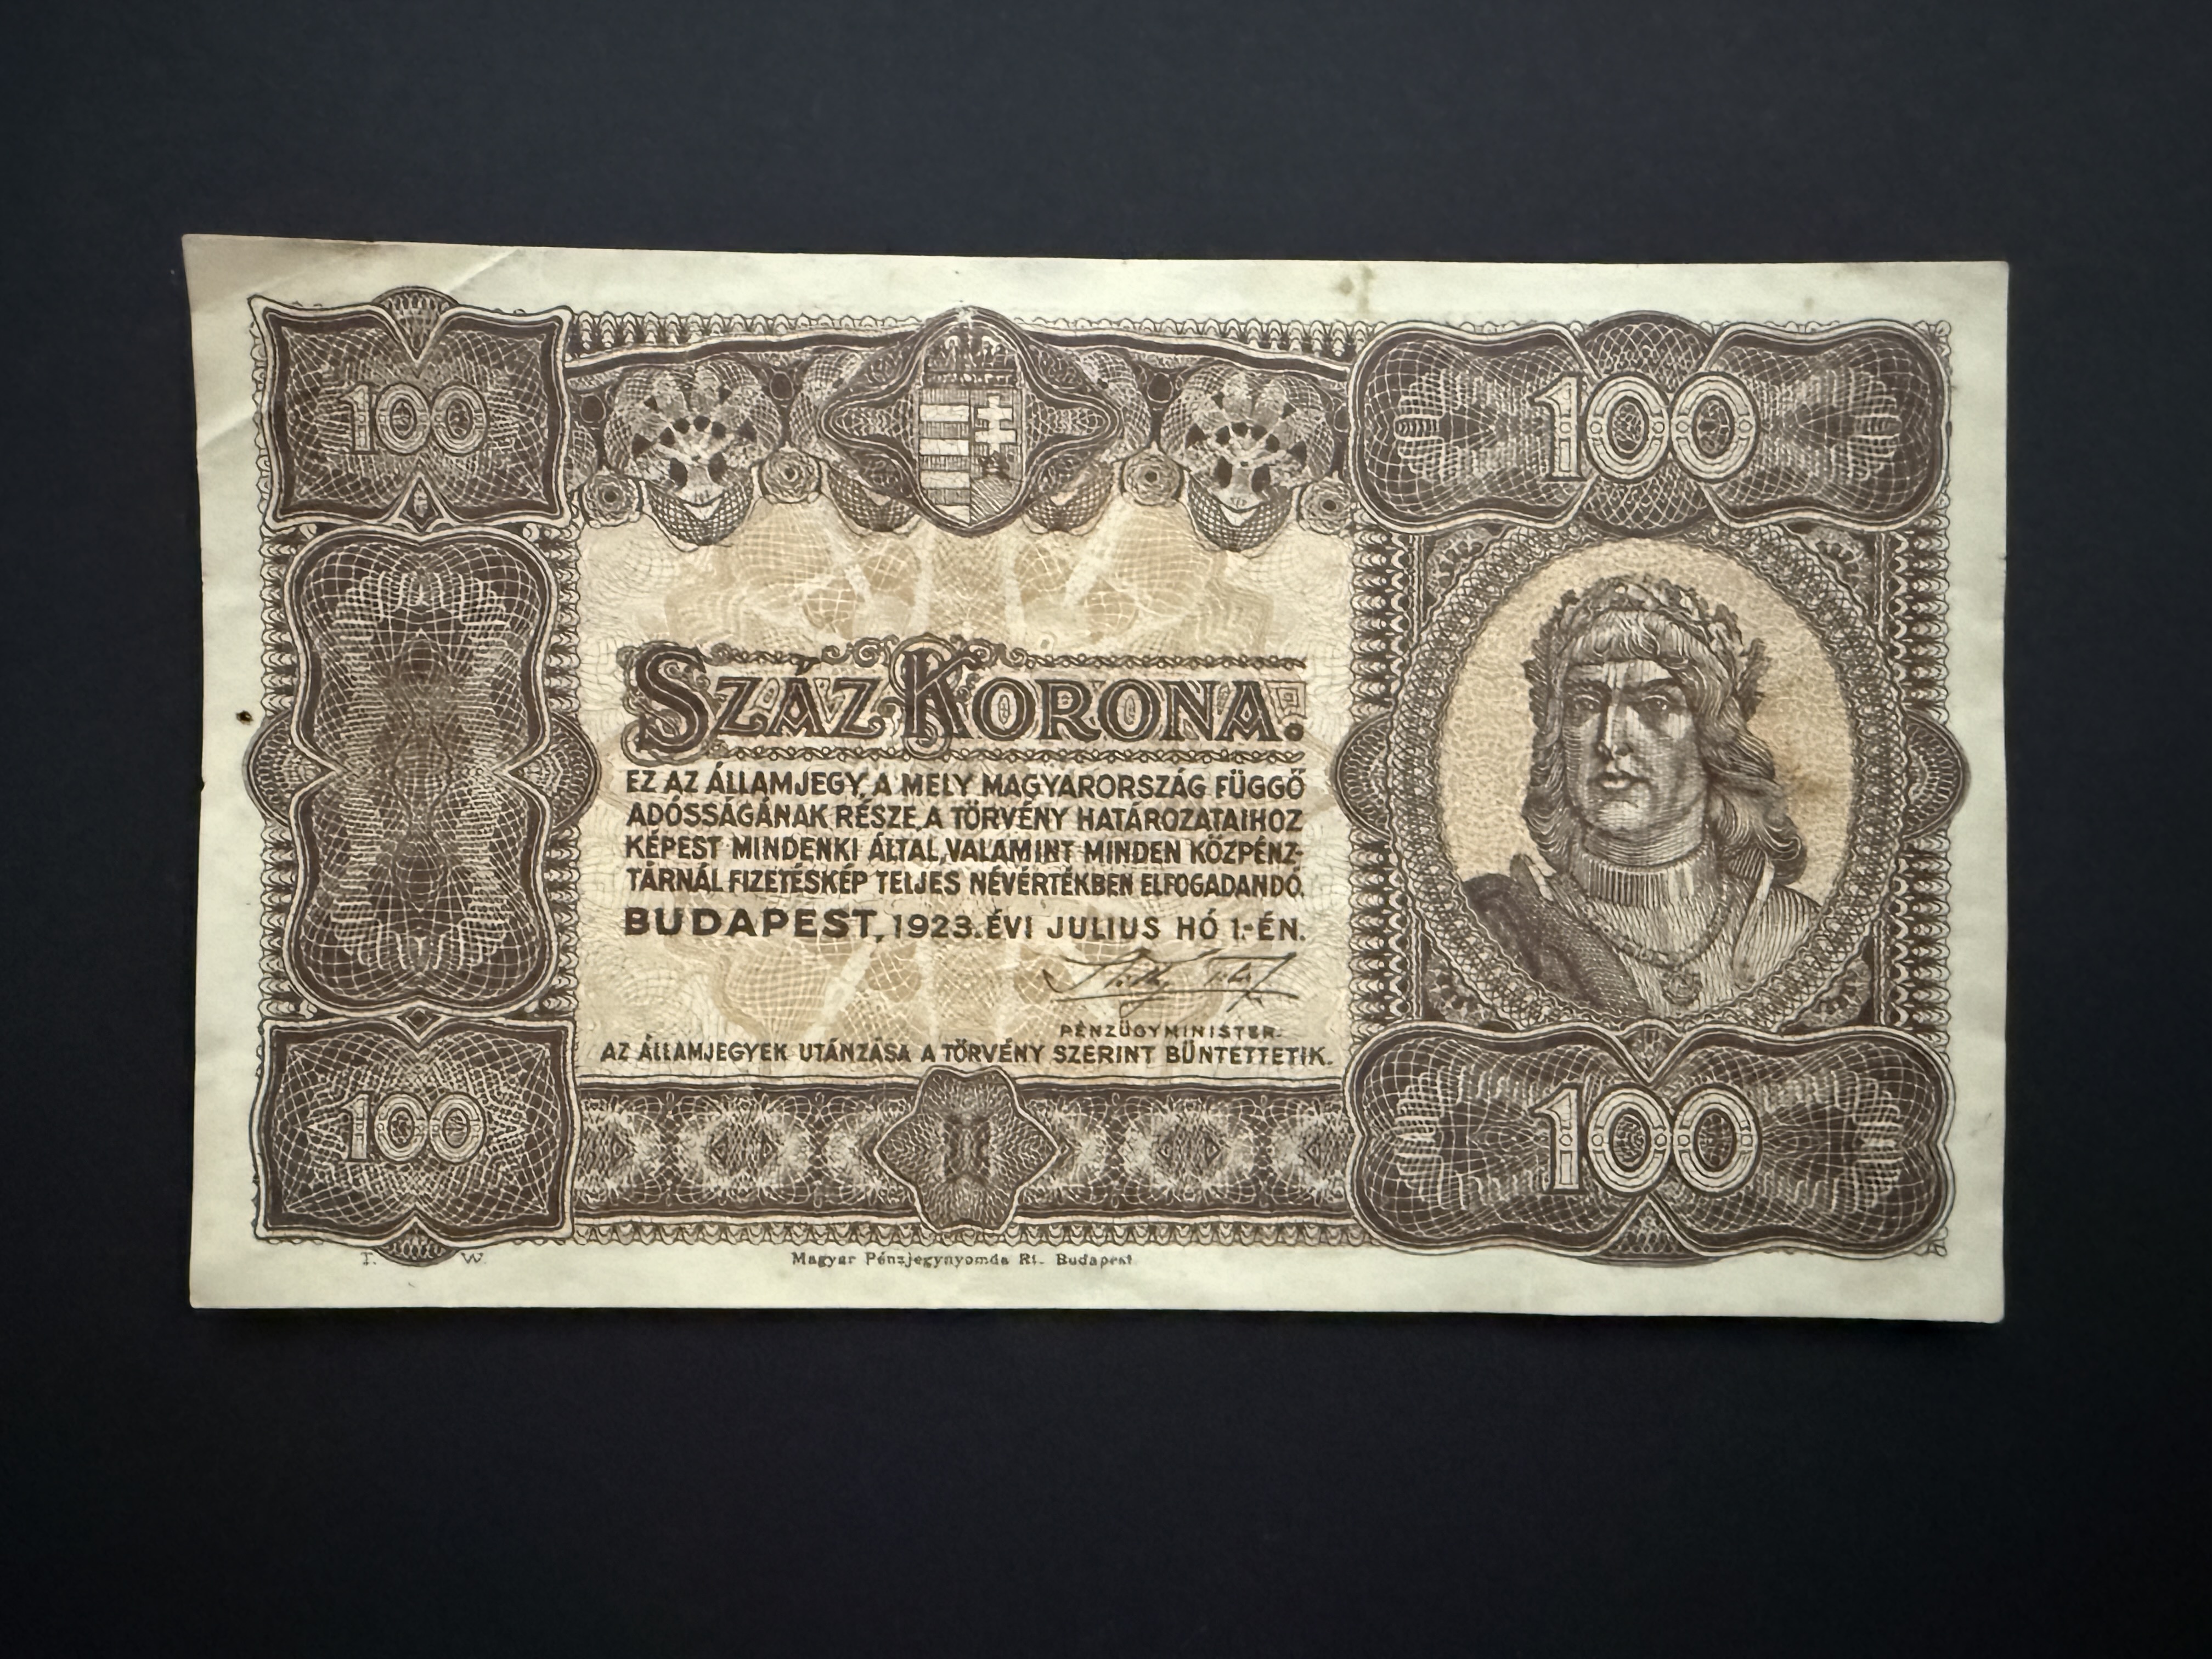 100
100
SZÁZ KORONA.
EZ AZ ÁLLAMJEGY, A MELY MAGYARORSZÁG FÜGGŐ
ADÓSSÁGÁNAK RÉSZE, A TÖRVÉNY HATÁROZATAIHOZ
KÉPEST MINDENKI ÁLTAL, VALAMINT MINDEN KÖZPÉNZ-
TÁRNÁL FIZETÉSKÉP TELJES NÉVÉRTÉKBEN ELFOGADANDÓ.
BUDAPEST, 1923. ÉVI JULIUS HÓ 1.-ÉN.
PÉNZÜGYMINISTER.
AZ ÁLLAMJEGYEK UTÁNZÁSA A TÖRVÉNY SZERINT BÜNTETTETIK.
100
100
T. W.
Magyar Pénzjegynyomda Rt. Budapest